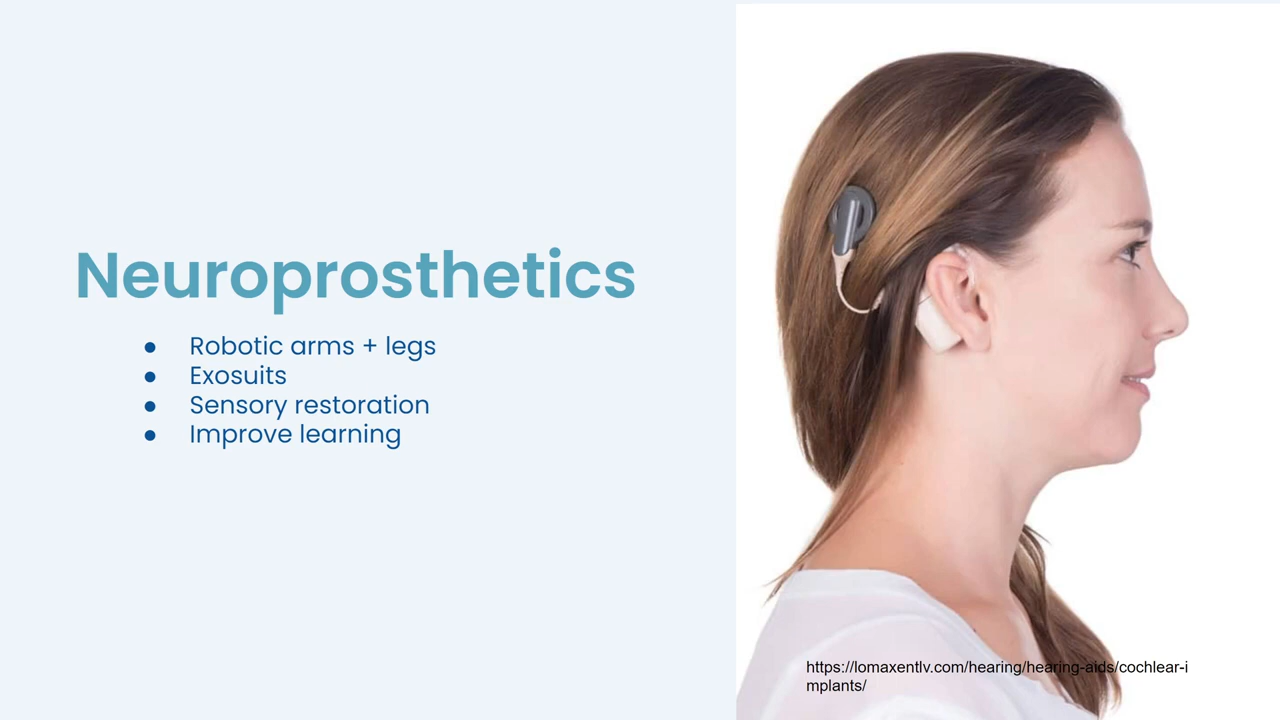 Neuroprosthetics
● Robotic arms + legs
● Exosuits
● Sensory restoration
● Improve learning
https://lomaxentlv.com/hearing/hearing-aids/cochlear-i
mplants/